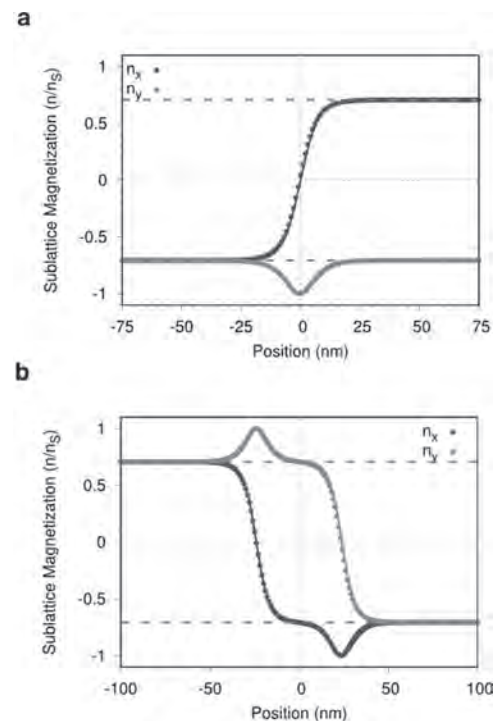 a
Sublattice Magnetization (n/nS)
1
0.5
0
-0.5
-1
nx
ny
-75
-50
-25
0
25
50
75
Position (nm)
b
Sublattice Magnetization (n/nS)
1
0.5
0
-0.5
-1
nx
ny
-100
-50
0
50
100
Position (nm)